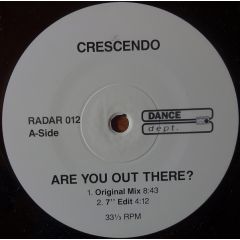 CRESCENDO
RADAR 012
A-Side
DANCE
dept.
ARE YOU OUT THERE?
1. Original Mix 8:43
2. 7'' Edit 4:12
33⅓ RPM